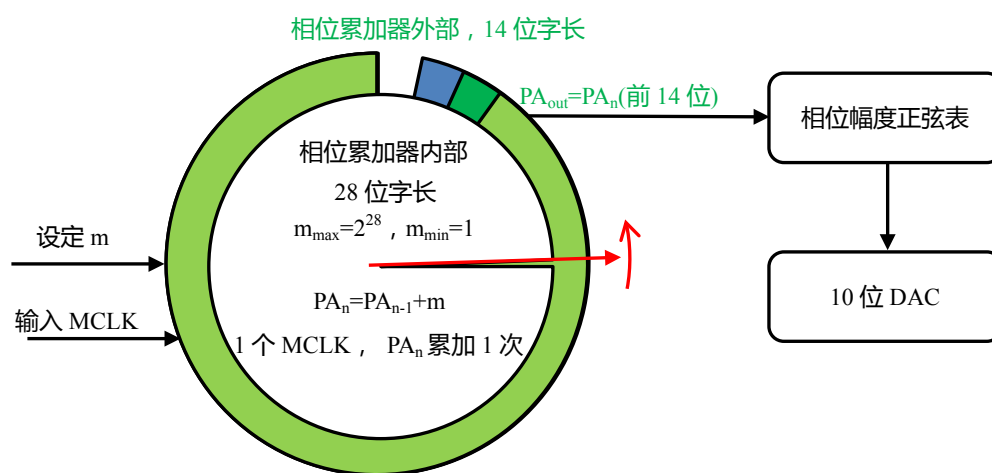 相位累加器外部，14 位字长
PAout=PAn(前 14 位)
相位幅度正弦表
相位累加器内部
28 位字长
mmax=2²⁸，mmin=1
设定 m
PAn=PAn-1+m
10 位 DAC
输入 MCLK
1 个 MCLK， PAn 累加 1 次